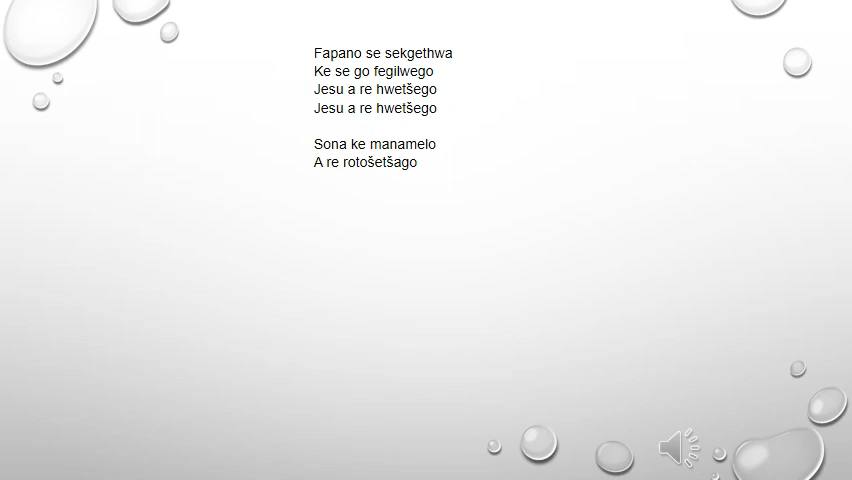 Fapano se sekgethwa
Ke se go fegilwego
Jesu a re hwetšego
Jesu a re hwetšego
Sona ke manamelo
A re rotošetšago